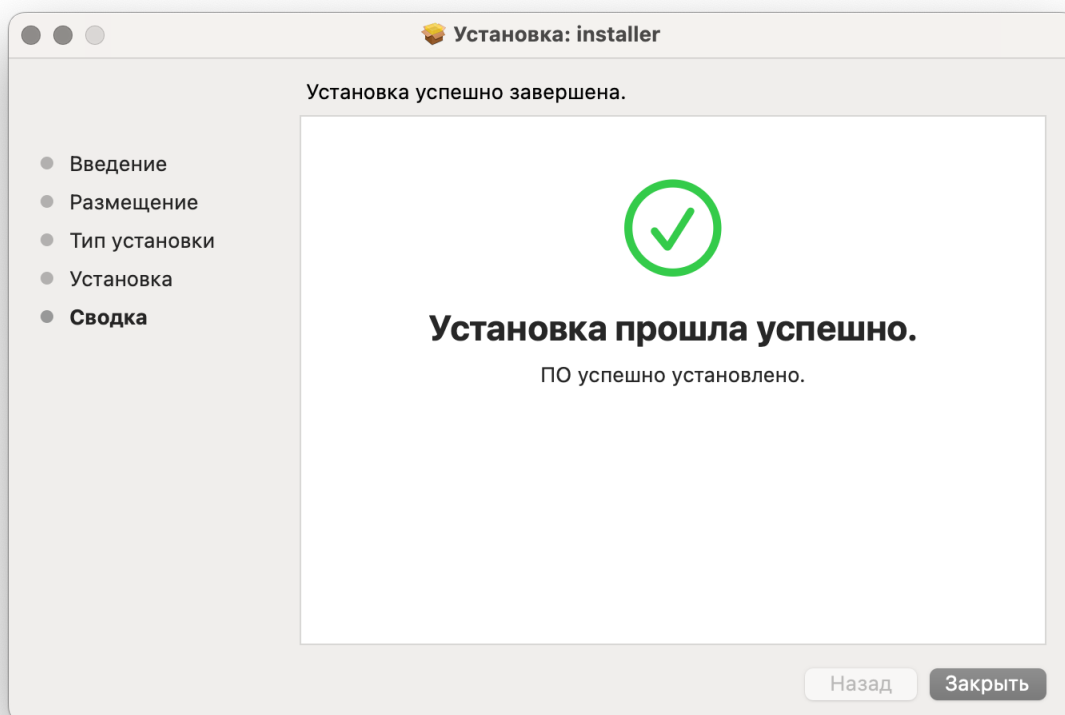 Установка: installer
Установка успешно завершена.
Введение
Размещение
Тип установки
Установка
Сводка
Установка прошла успешно.
ПО успешно установлено.
Назад
Закрыть